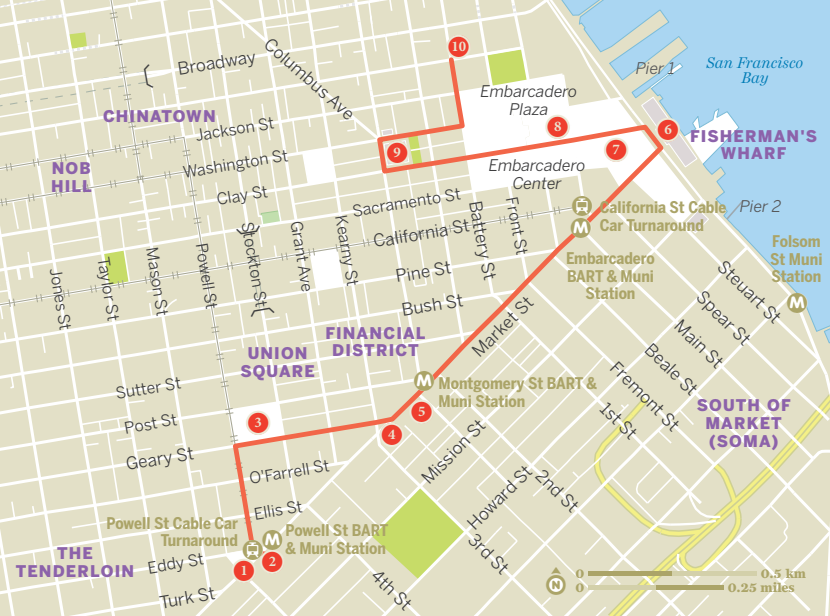 10
Broadway
Columbus Ave
Pier 1
San Francisco
Bay
Embarcadero
Plaza
CHINATOWN
Jackson St
8
6
FISHERMAN'S
WHARF
9
7
Washington St
NOB
HILL
Embarcadero
Center
Clay St
Sacramento St
California St
Pier 2
California St Cable
Car Turnaround
Stockton St
Grant Ave
Kearny St
Battery St
Front St
Powell St
Mason St
Taylor St
Jones St
Pine St
Bush St
Embarcadero
BART & Muni
Station
Folsom
St Muni
Station
M
M
Steuart St
Spear St
Main St
Beale St
Fremont St
1st St
Market St
FINANCIAL
DISTRICT
UNION
SQUARE
M
Montgomery St BART &
Muni Station
Sutter St
Post St
Geary St
3
4
5
SOUTH OF
MARKET
(SOMA)
Mission St
Howard St
2nd St
3rd St
4th St
O'Farrell St
Ellis St
Powell St Cable Car
Turnaround
M
Powell St BART
& Muni Station
THE
TENDERLOIN
Eddy St
1
2
Turk St
N
0
0.5 km
0
0.25 miles